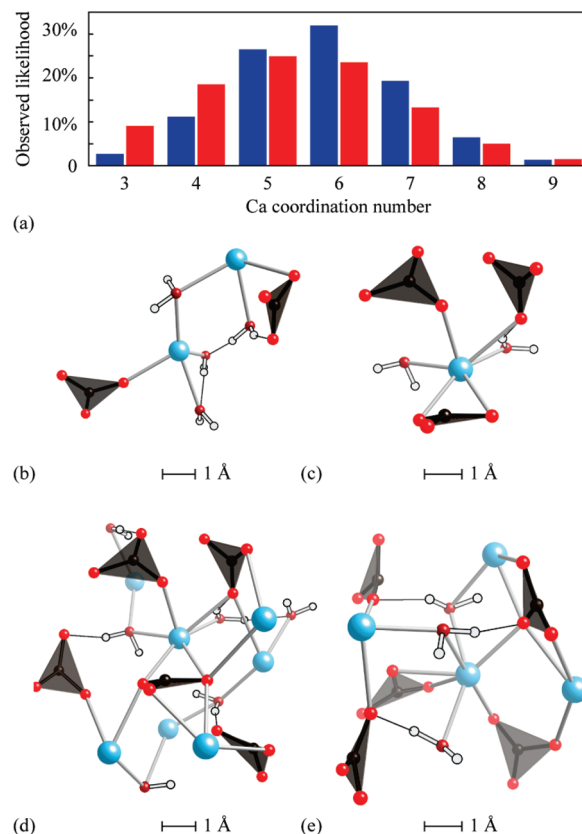 30%
20%
10%
0
Observed likelihood
3 4 5 6 7 8 9
Ca coordination number
(a)
(b) 1 Å (c) 1 Å
(d) 1 Å (e) 1 Å